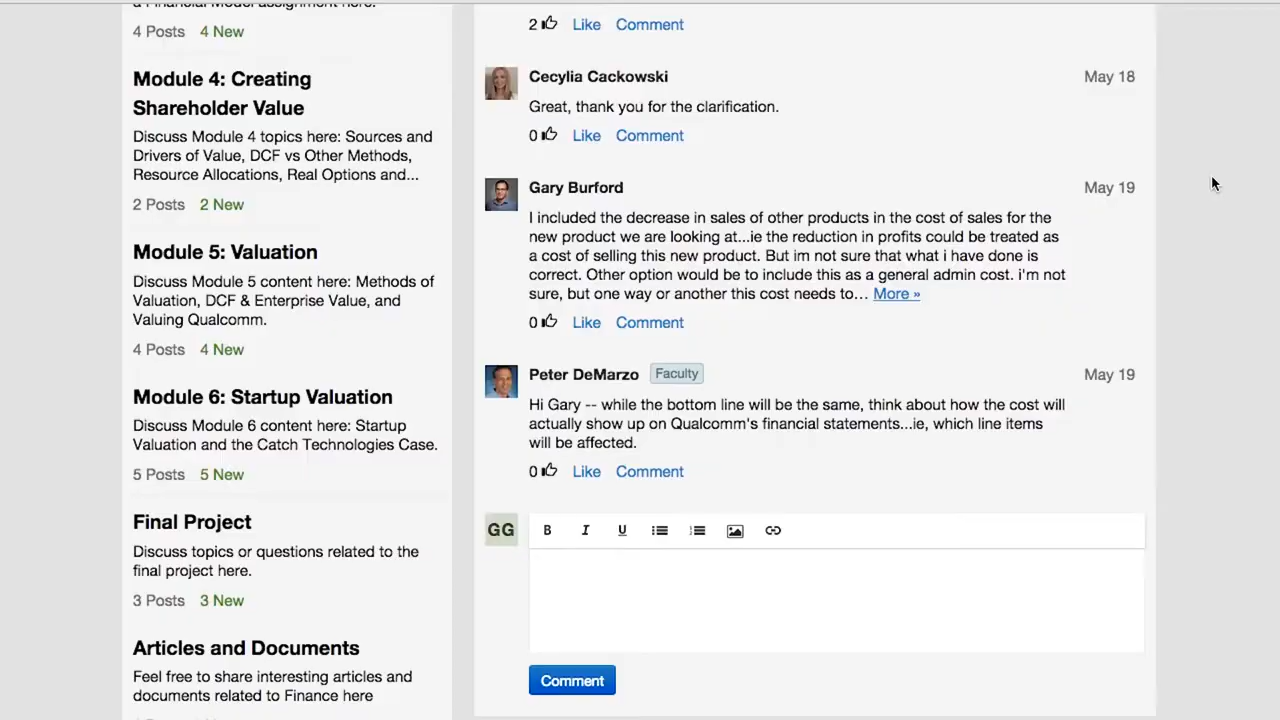 a Financial Model assignment here.
4 Posts 4 New
Module 4: Creating
Shareholder Value
Discuss Module 4 topics here: Sources and
Drivers of Value, DCF vs Other Methods,
Resource Allocations, Real Options and...
2 Posts 2 New
Module 5: Valuation
Discuss Module 5 content here: Methods of
Valuation, DCF & Enterprise Value, and
Valuing Qualcomm.
4 Posts 4 New
Module 6: Startup Valuation
Discuss Module 6 content here: Startup
Valuation and the Catch Technologies Case.
5 Posts 5 New
Final Project
Discuss topics or questions related to the
final project here.
3 Posts 3 New
Articles and Documents
Feel free to share interesting articles and
documents related to Finance here
2 Like Comment
Cecylia Cackowski May 18
Great, thank you for the clarification.
0 Like Comment
Gary Burford May 19
I included the decrease in sales of other products in the cost of sales for the
new product we are looking at...ie the reduction in profits could be treated as
a cost of selling this new product. But im not sure that what i have done is
correct. Other option would be to include this as a general admin cost. i'm not
sure, but one way or another this cost needs to... More »
0 Like Comment
Peter DeMarzo Faculty May 19
Hi Gary -- while the bottom line will be the same, think about how the cost will
actually show up on Qualcomm's financial statements...ie, which line items
will be affected.
0 Like Comment
GG B I U
Comment